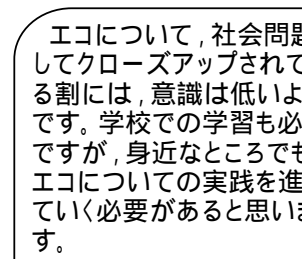 エコについて,社会問題
してクローズアップされて
る割には,意識は低いよ
です。学校での学習も必
ですが,身近なところでも
エコについての実践を進
ていく必要があると思いま
す。